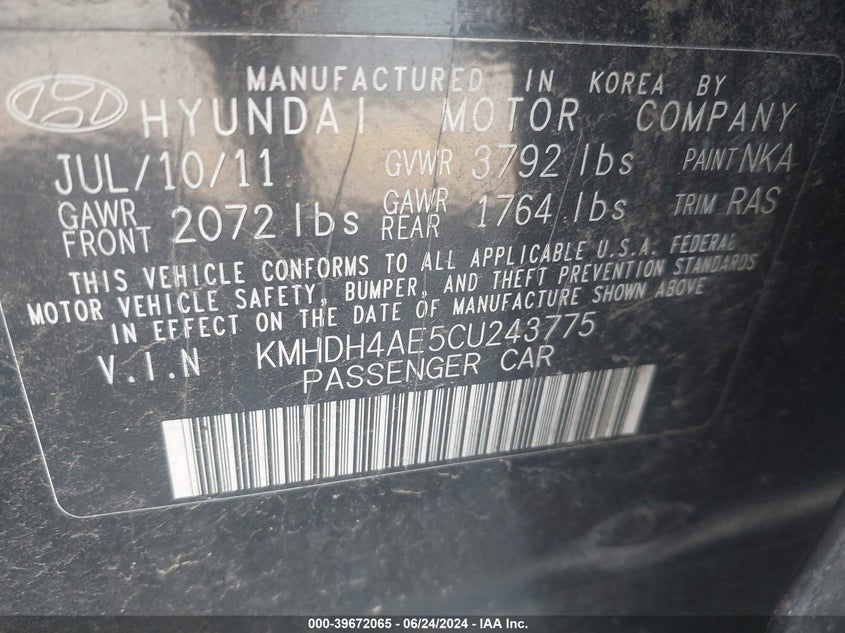 MANUFACTURED IN KOREA BY
HYUNDAI MOTOR COMPANY
JUL/10/11 GVWR 3792 lbs PAINT NKA
GAWR FRONT 2072 lbs GAWR REAR 1764 lbs TRIM RAS
THIS VEHICLE CONFORMS TO ALL APPLICABLE U.S.A. FEDERAL
MOTOR VEHICLE SAFETY, BUMPER, AND THEFT PREVENTION STANDARDS
IN EFFECT ON THE DATE OF MANUFACTURE SHOWN ABOVE
V.I.N KMHDH4AE5CU243775
PASSENGER CAR
000-39672065 - 06/24/2024 - IAA Inc.